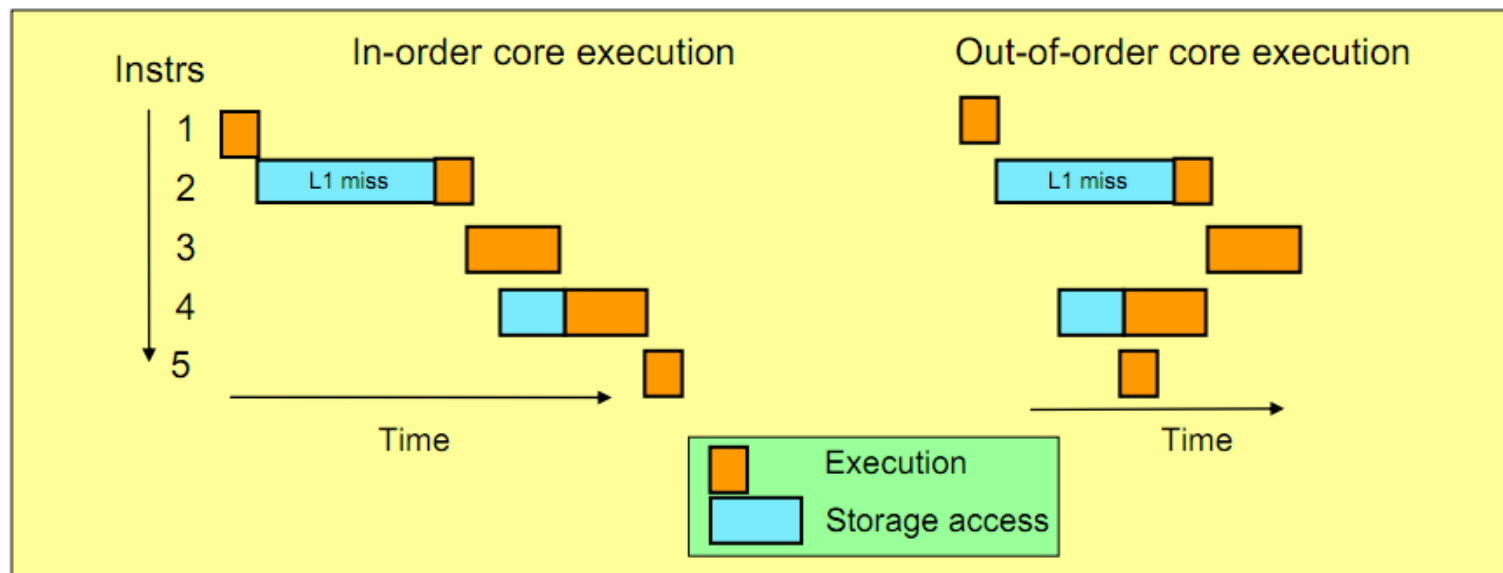 In-order core execution
Out-of-order core execution
Instrs
1
2
3
4
5
L1 miss
L1 miss
Time
Time
Execution
Storage access